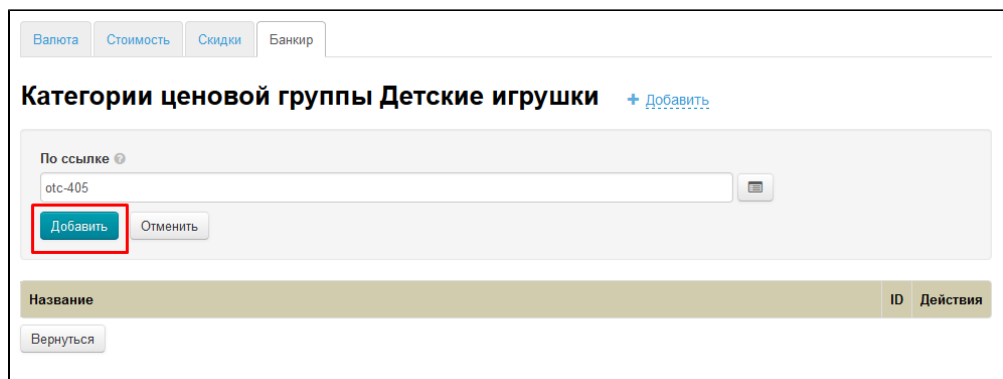 Валюта Стоимость Скидки Банкир
Категории ценовой группы Детские игрушки + Добавить
По ссылке ?
otc-405
Добавить Отменить
Название ID Действия
Вернуться